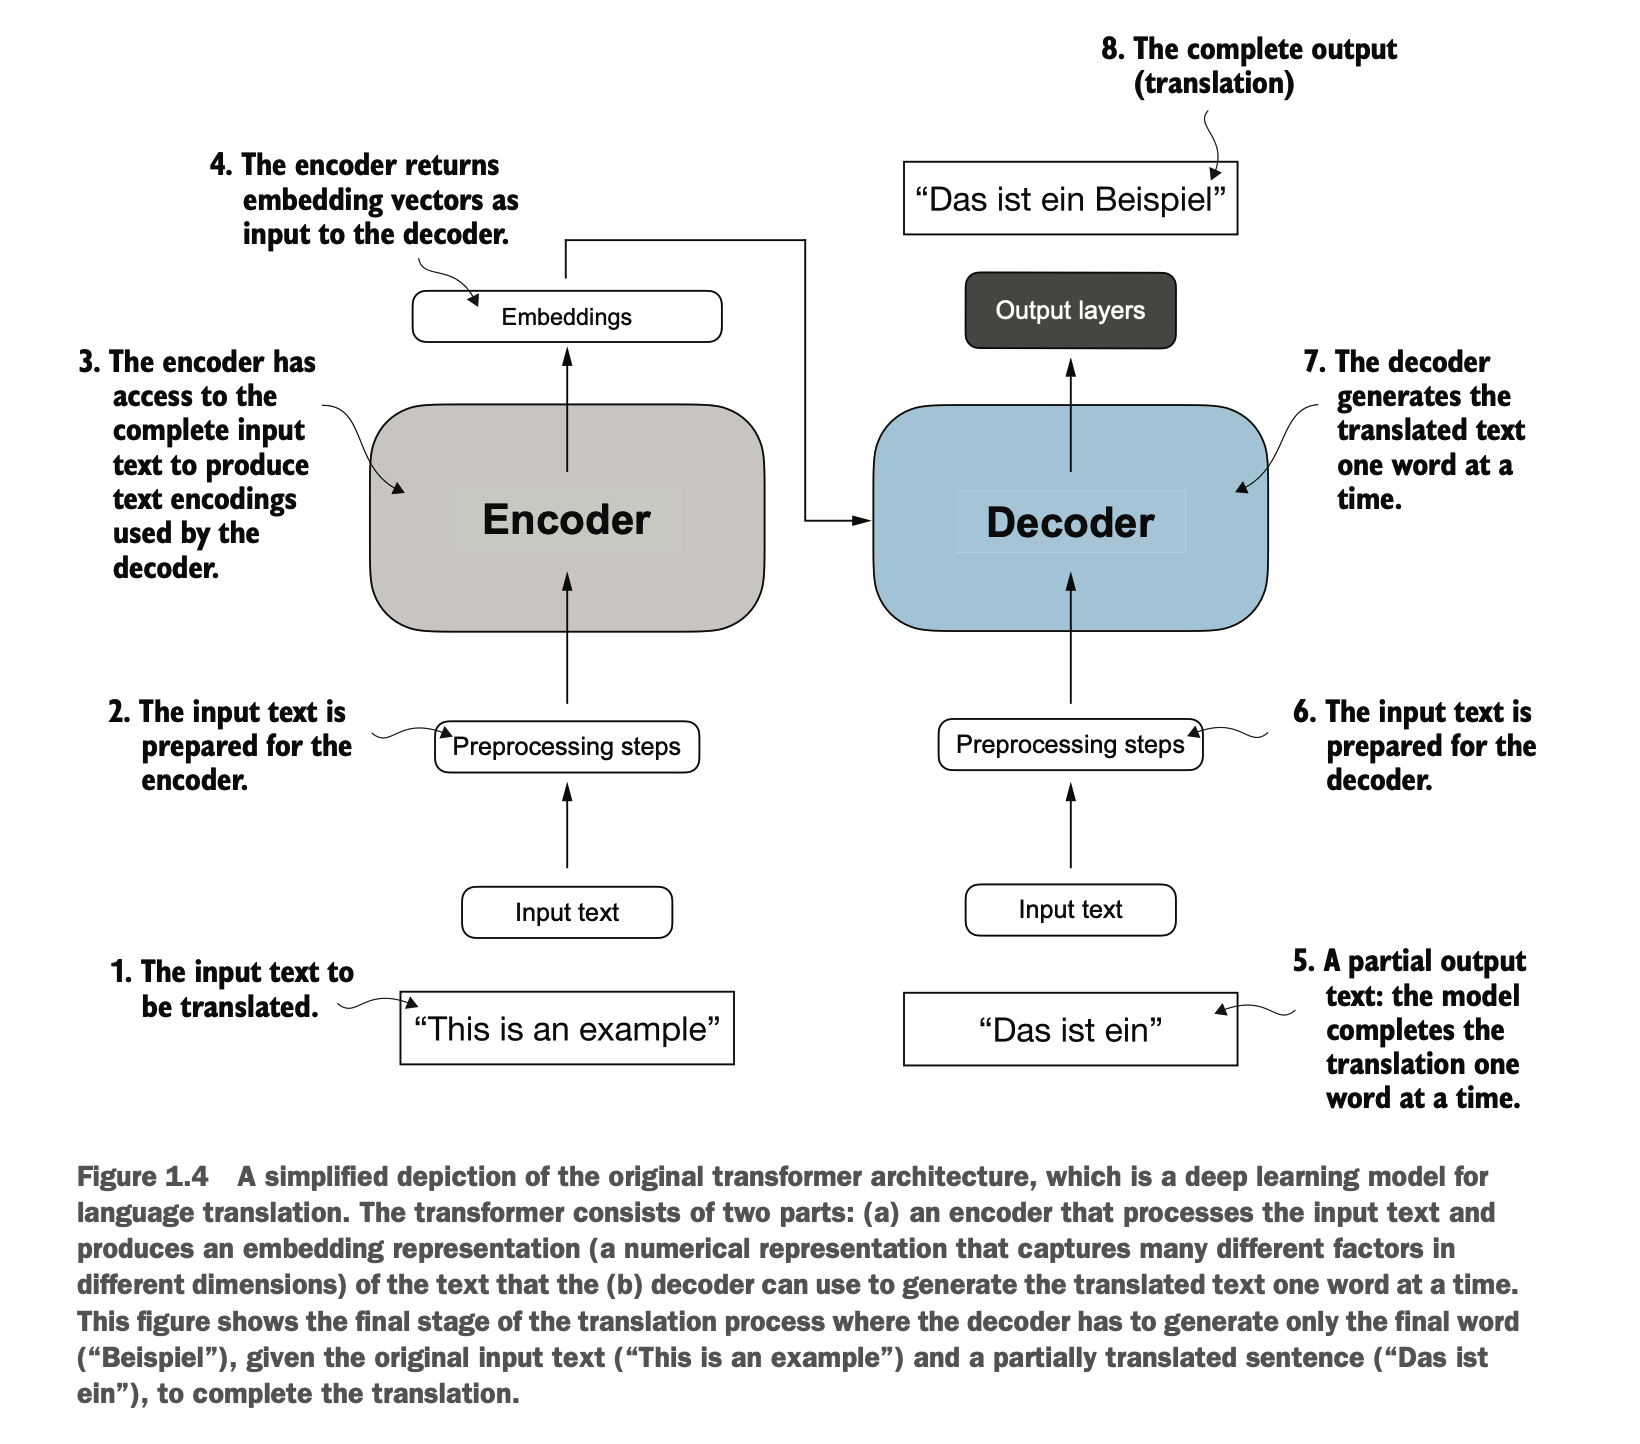 8. The complete output
(translation)
“Das ist ein Beispiel”
4. The encoder returns
embedding vectors as
input to the decoder.
Embeddings
Output layers
3. The encoder has
access to the
complete input
text to produce
text encodings
used by the
decoder.
7. The decoder
generates the
translated text
one word at a
time.
Encoder
Decoder
2. The input text is
prepared for the
encoder.
Preprocessing steps
Preprocessing steps
6. The input text is
prepared for the
decoder.
Input text
Input text
1. The input text to
be translated.
“This is an example”
“Das ist ein”
5. A partial output
text: the model
completes the
translation one
word at a time.
Figure 1.4 A simplified depiction of the original transformer architecture, which is a deep learning model for
language translation. The transformer consists of two parts: (a) an encoder that processes the input text and
produces an embedding representation (a numerical representation that captures many different factors in
different dimensions) of the text that the (b) decoder can use to generate the translated text one word at a time.
This figure shows the final stage of the translation process where the decoder has to generate only the final word
(“Beispiel”), given the original input text (“This is an example”) and a partially translated sentence (“Das ist
ein”), to complete the translation.